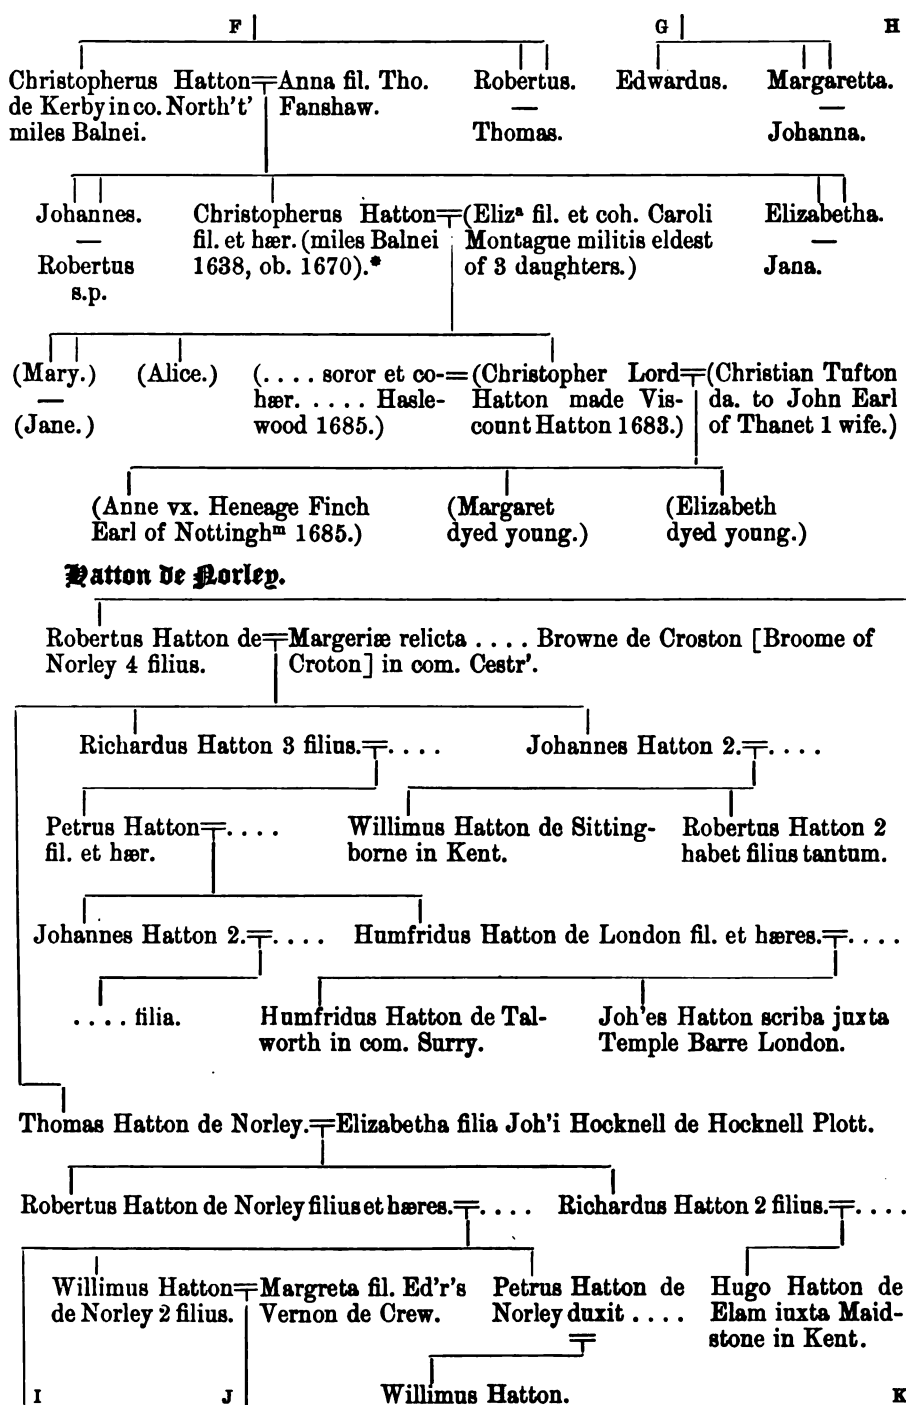 F G H
Christopherus Hatton Anna fil. Tho. Robertus. Edwardus. Margaretta.
de Kerby in co. North't' Fanshaw. — —
miles Balnei. Thomas. Johanna.
Johannes. Christopherus Hatton (Elizª fil. et coh. Caroli Elizabetha.
— fil. et hær. (miles Balnei Montague militis eldest —
Robertus 1638, ob. 1670).* of 3 daughters.) Jana.
s.p.
(Mary.) (Alice.) (. . . . soror et co- = (Christopher Lord (Christian Tufton
— hær. . . . . Hasle- Hatton made Vis- da. to John Earl
(Jane.) wood 1685.) count Hatton 1683.) of Thanet 1 wife.)
(Anne vx. Heneage Finch (Margaret (Elizabeth
Earl of Nottinghᵐ 1685.) dyed young.) dyed young.)
Hatton de Norley.
Robertus Hatton de Margeriæ relicta . . . . Browne de Croston [Broome of
Norley 4 filius. Croton] in com. Cestr'.
Richardus Hatton 3 filius. . . . . Johannes Hatton 2. . . . .
Petrus Hatton . . . . Willimus Hatton de Sitting- Robertus Hatton 2
fil. et hær. borne in Kent. habet filius tantum.
Johannes Hatton 2. . . . . Humfridus Hatton de London fil. et hæres. . . . .
. . . . filia. Humfridus Hatton de Tal- Joh'es Hatton scriba juxta
worth in com. Surry. Temple Barre London.
Thomas Hatton de Norley. Elizabetha filia Joh'i Hocknell de Hocknell Plott.
Robertus Hatton de Norley filius et hæres. . . . . Richardus Hatton 2 filius. . . . .
Willimus Hatton Margreta fil. Ed'r's Petrus Hatton de Hugo Hatton de
de Norley 2 filius. Vernon de Crew. Norley duxit . . . . Elam iuxta Maid-
stone in Kent.
Willimus Hatton.
I J K